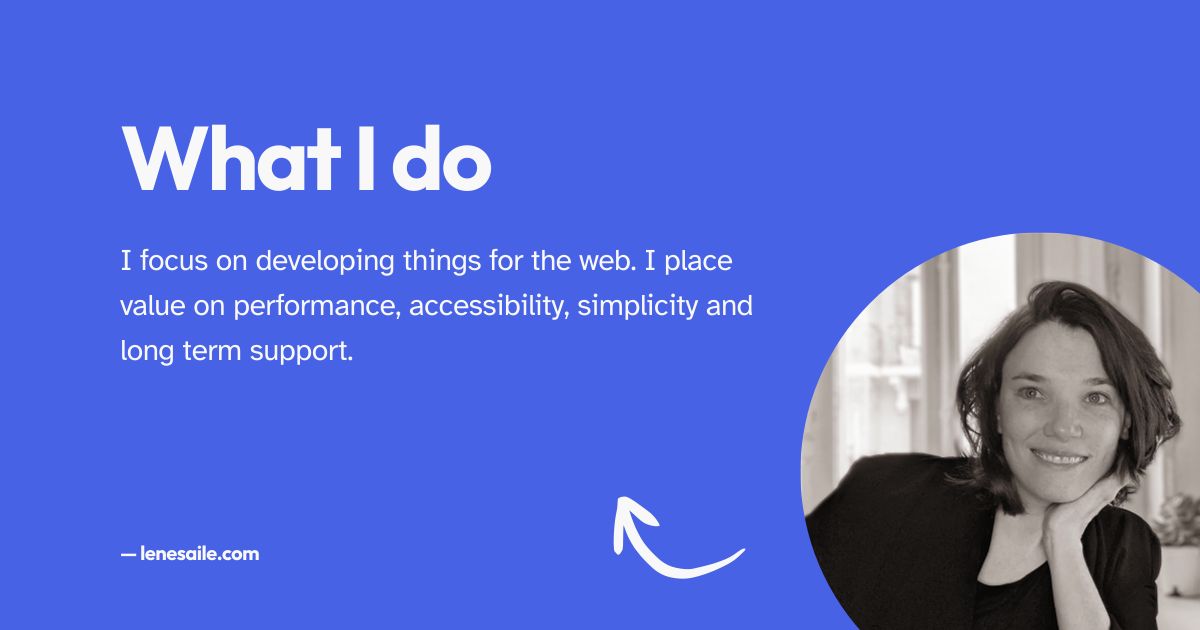 What I do
I focus on developing things for the web. I place
value on performance, accessibility, simplicity and
long term support.
— lenesaile.com